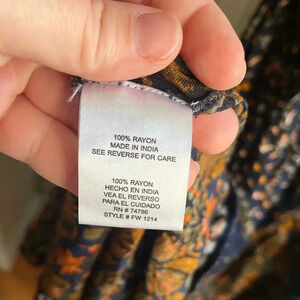 100% RAYON
MADE IN INDIA
SEE REVERSE FOR CARE
100% RAYON
HECHO EN INDIA
VEA EL REVERSO
PARA EL CUIDADO
RN # 74786
STYLE # FW 1214